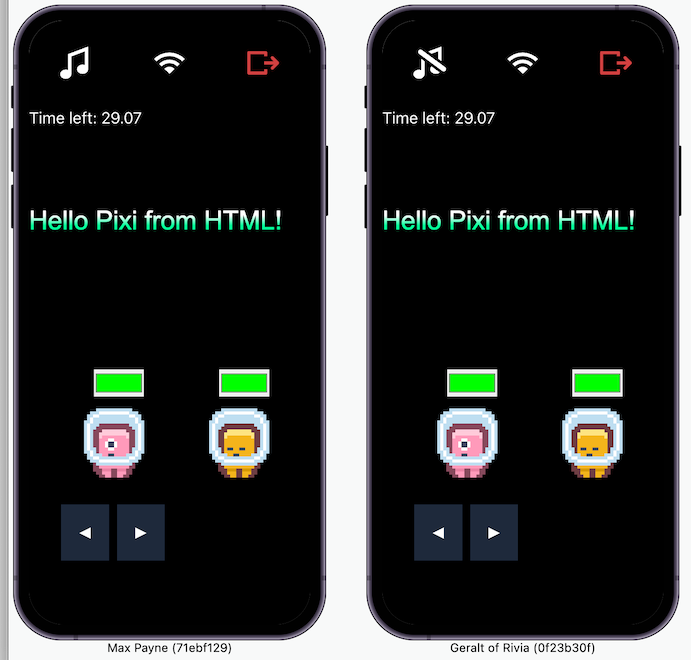 Time left: 29.07
Hello Pixi from HTML!
◄ ►
Max Payne (71ebf129)
Time left: 29.07
Hello Pixi from HTML!
◄ ►
Geralt of Rivia (0f23b30f)